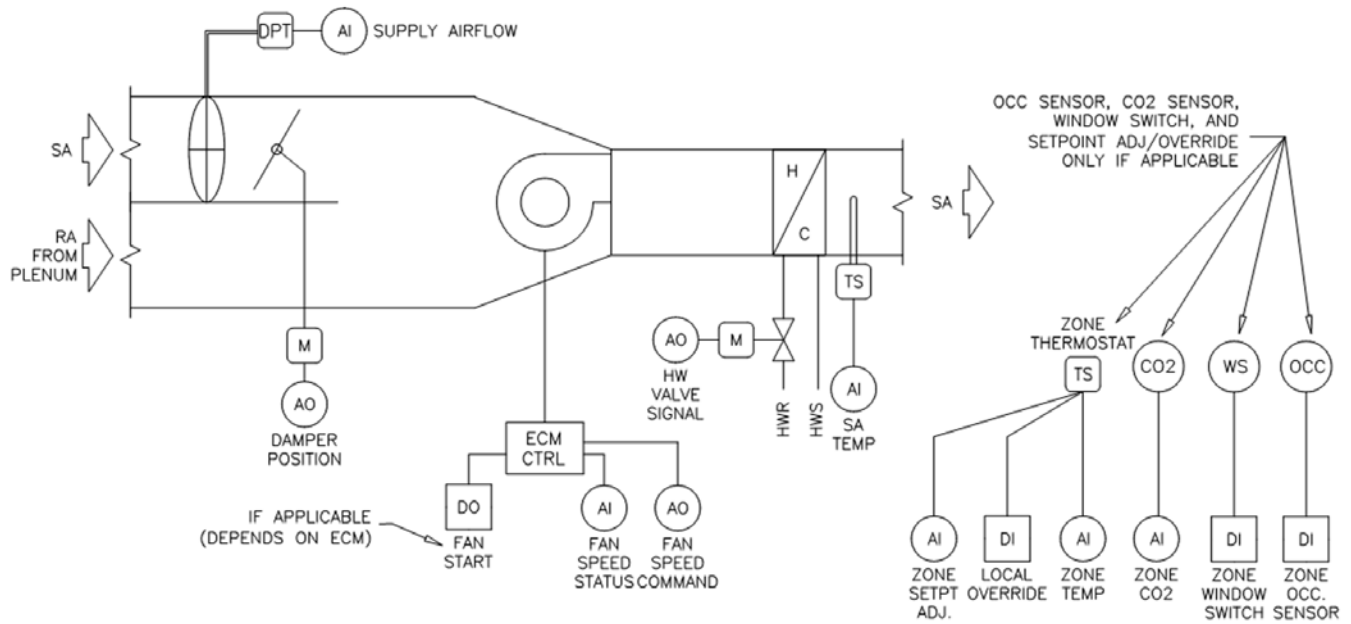 DPT
AI
SUPPLY AIRFLOW
SA
RA
FROM
PLENUM
M
AO
DAMPER
POSITION
ECM
CTRL
DO
FAN
START
IF APPLICABLE
(DEPENDS ON ECM)
AI
FAN
SPEED
STATUS
AO
FAN
SPEED
COMMAND
H
C
SA
TS
AO
HW
VALVE
SIGNAL
M
HWR
HWS
AI
SA
TEMP
OCC SENSOR, CO2 SENSOR,
WINDOW SWITCH, AND
SETPOINT ADJ/OVERRIDE
ONLY IF APPLICABLE
ZONE
THERMOSTAT
TS
CO2
WS
OCC
AI
ZONE
SETPT
ADJ.
DI
LOCAL
OVERRIDE
AI
ZONE
TEMP
AI
ZONE
CO2
DI
ZONE
WINDOW
SWITCH
DI
ZONE
OCC.
SENSOR